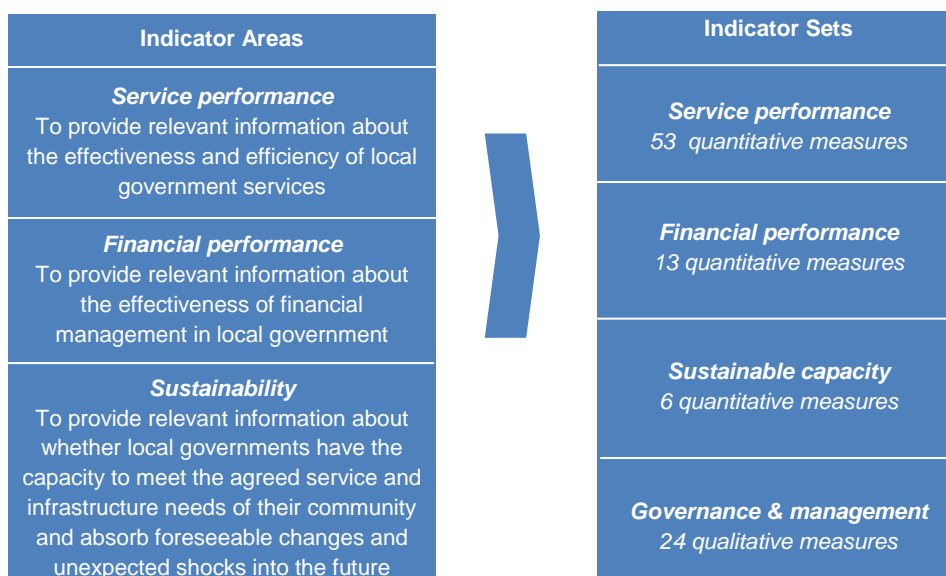 Indicator Areas
Service performance
To provide relevant information about
the effectiveness and efficiency of local
government services
Financial performance
To provide relevant information about
the effectiveness of financial
management in local government
Sustainability
To provide relevant information about
whether local governments have the
capacity to meet the agreed service and
infrastructure needs of their community
and absorb foreseeable changes and
unexpected shocks into the future
Indicator Sets
Service performance
53 quantitative measures
Financial performance
13 quantitative measures
Sustainable capacity
6 quantitative measures
Governance & management
24 qualitative measures